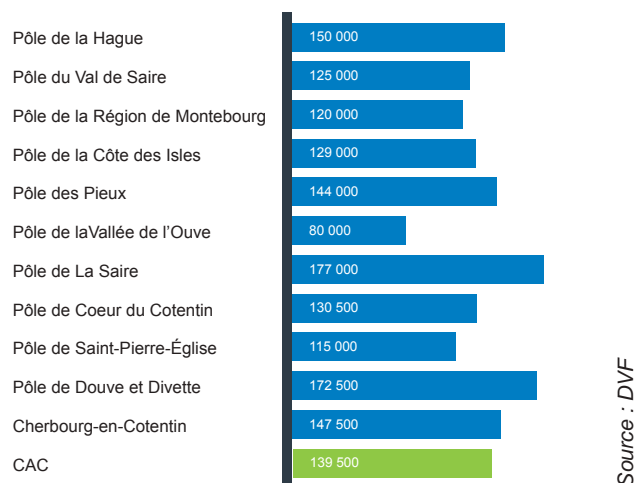 Pôle de la Hague 150 000
Pôle du Val de Saire 125 000
Pôle de la Région de Montebourg 120 000
Pôle de la Côte des Isles 129 000
Pôle des Pieux 144 000
Pôle de laVallée de l’Ouve 80 000
Pôle de La Saire 177 000
Pôle de Coeur du Cotentin 130 500
Pôle de Saint-Pierre-Église 115 000
Pôle de Douve et Divette 172 500
Cherbourg-en-Cotentin 147 500
CAC 139 500
Source : DVF